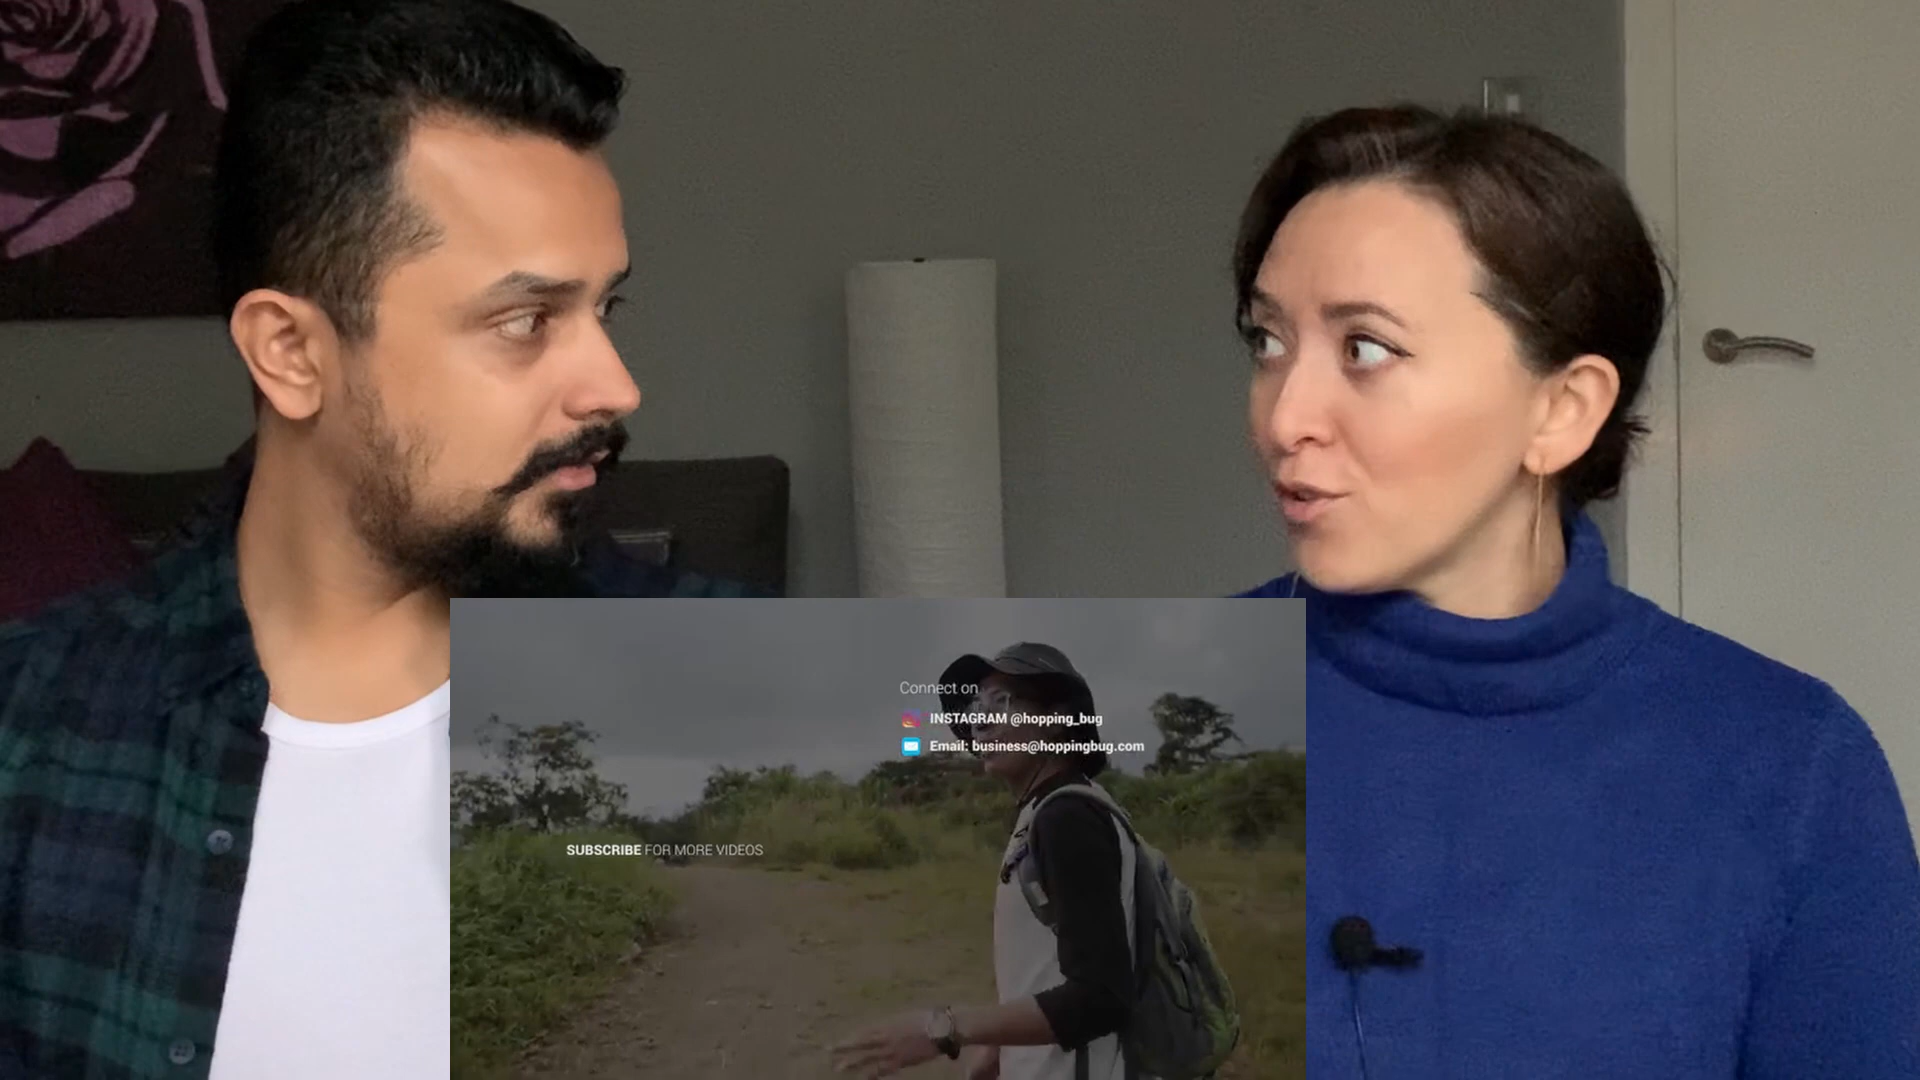 Connect on
INSTAGRAM @hopping_bug
Email: business@hoppingbug.com
SUBSCRIBE FOR MORE VIDEOS